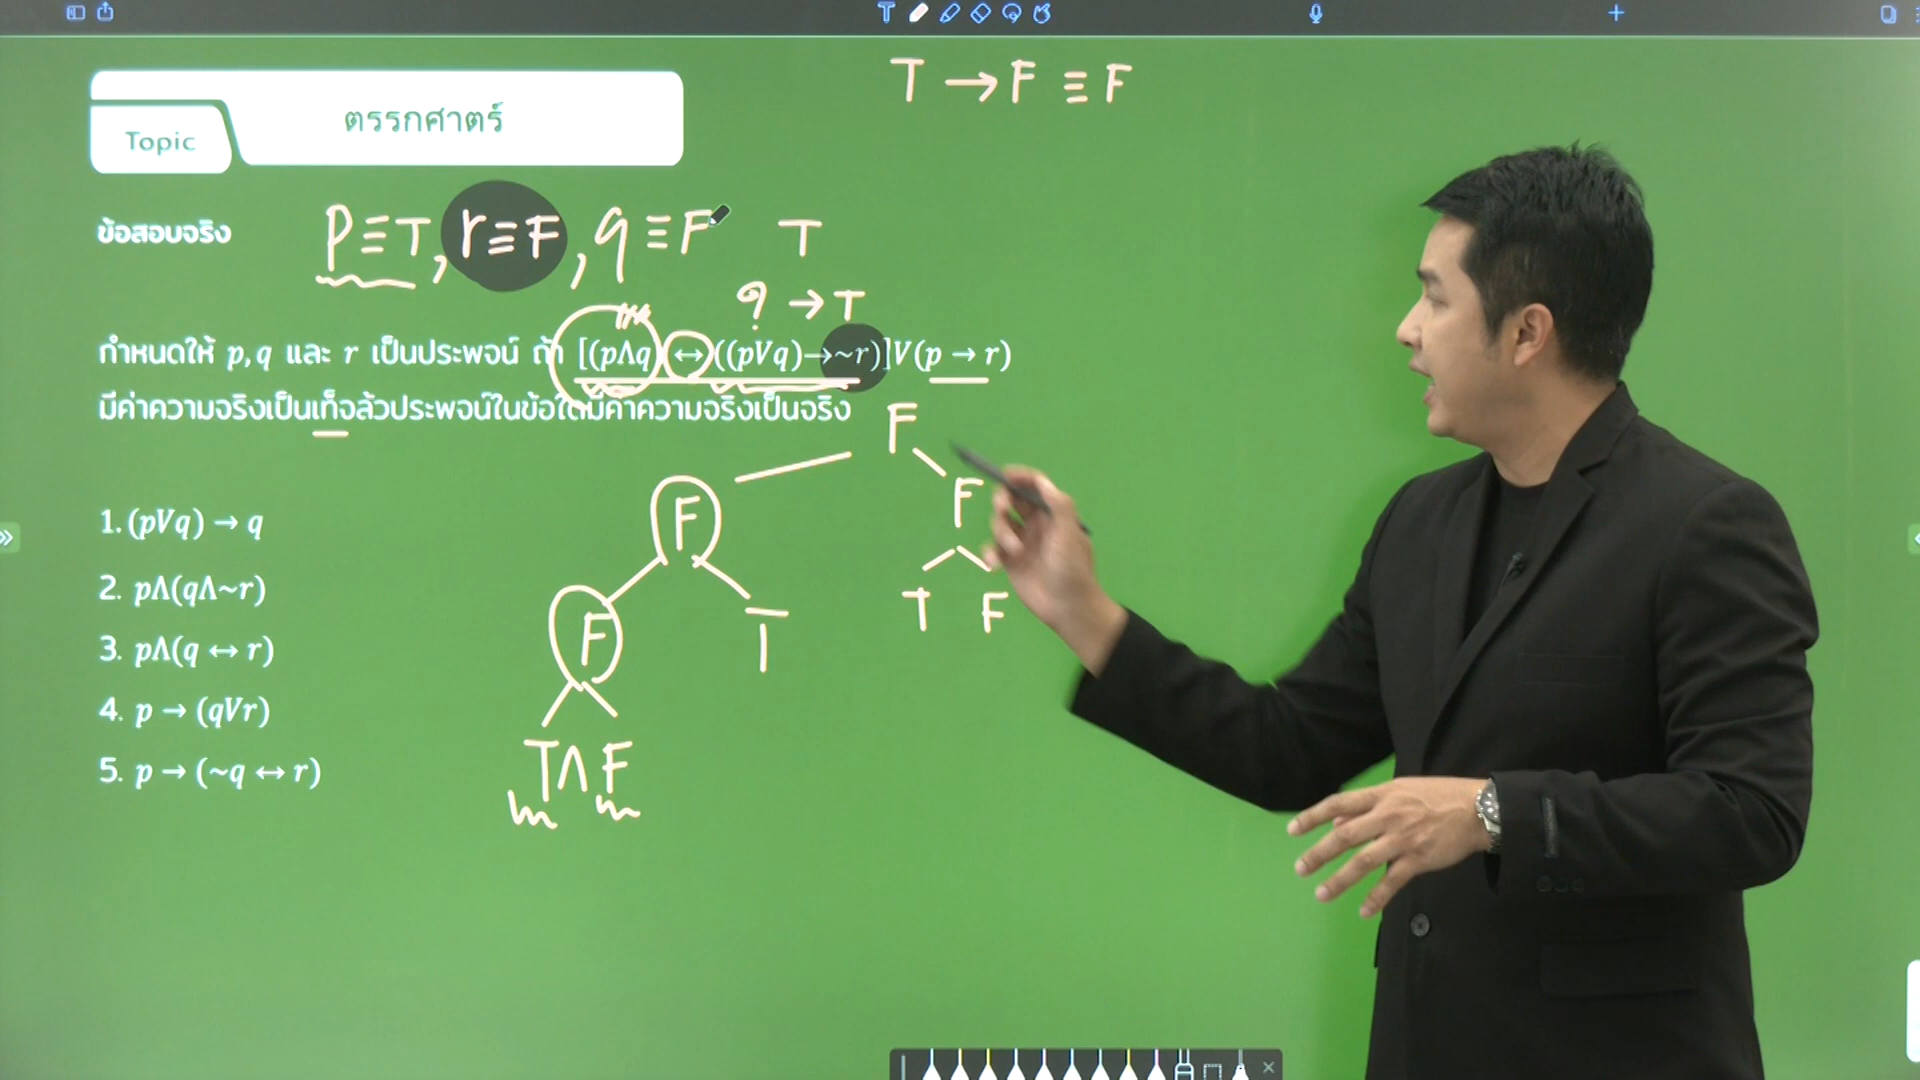 T → F ≡ F
ตรรกศาตร์
Topic
ข้อสอบจริง
P ≡ T, r ≡ F, q ≡ F T
? → T
กำหนดให้ p, q และ r เป็นประพจน์ ถ้า [(p∧q) ↔ ((p∨q)→~r)]∨(p → r)
มีค่าความจริงเป็นเท็จล้วประพจน์ในข้อใดมีค่าความจริงเป็นจริง
F
F F
F T T F
T ∧ F
1. (p∨q) → q
2. p∧(q∧~r)
3. p∧(q ↔ r)
4. p → (q∨r)
5. p → (~q ↔ r)